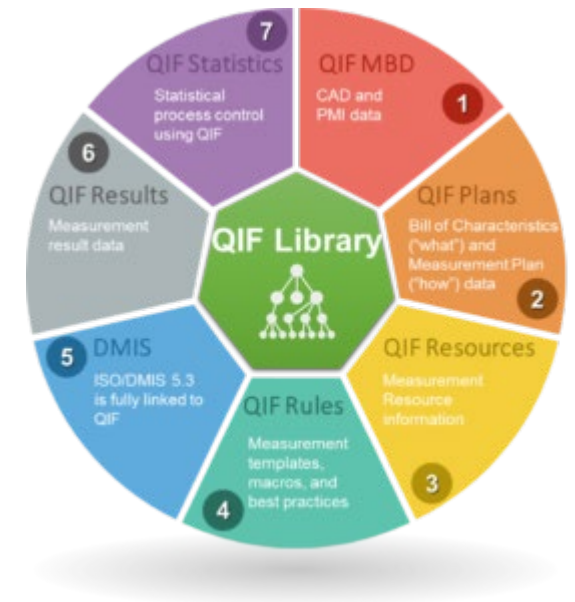 7
QIF Statistics
Statistical
process control
using QIF
QIF MBD
CAD and
PMI data
1
6
QIF Results
Measurement
result data
QIF Plans
Bill of Characteristics
("what") and
Measurement Plan
("how") data
2
QIF Library
5
DMIS
ISO/DMIS 5.3
is fully linked to
QIF
QIF Resources
Measurement
Resource
information
3
QIF Rules
Measurement
templates,
macros, and
best practices
4